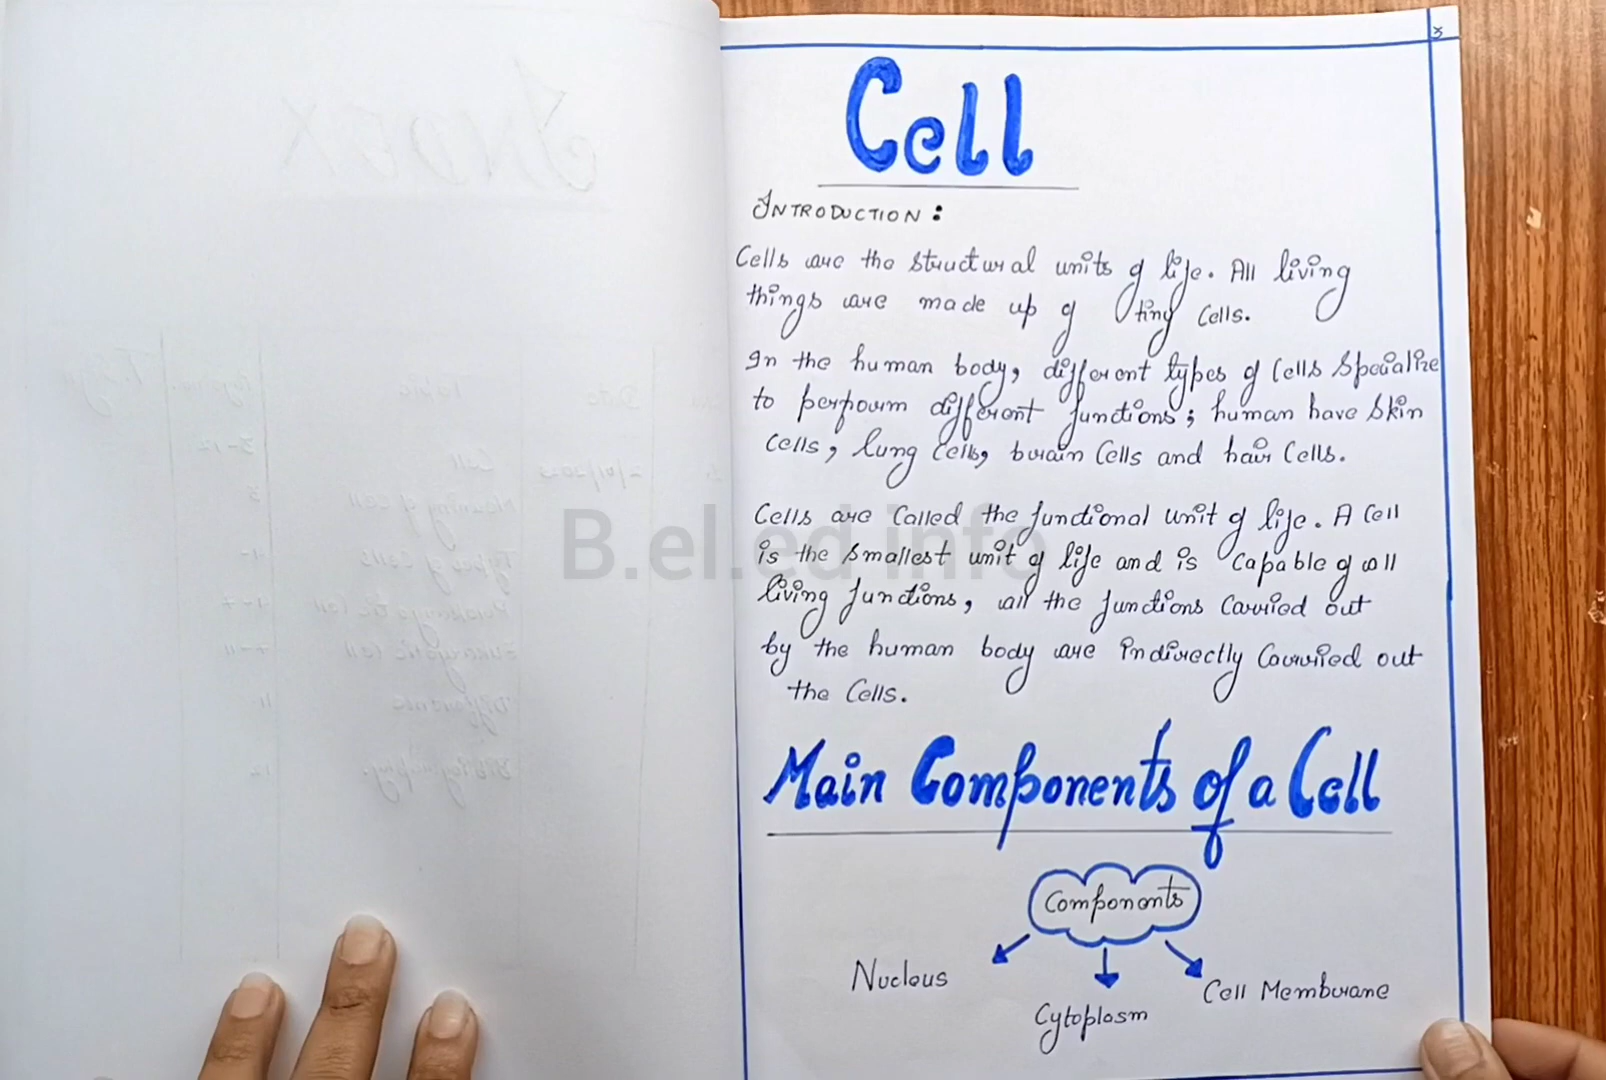 INDEX
3
Cell
INTRODUCTION :
Cells are the structural units of life. All living
things are made up of tiny Cells.
In the human body, different types of Cells Specialize
to perform different functions; human have Skin
Cells, lung Cells, brain Cells and hair Cells.
Cells are Called the functional unit of life. A Cell
is the Smallest unit of life and is Capable of all
living functions, all the functions Carried out
by the human body are indirectly Carried out
the Cells.
B.el.ed info
Main Components of a Cell
Components
Nucleus
Cytoplasm
Cell Membrane